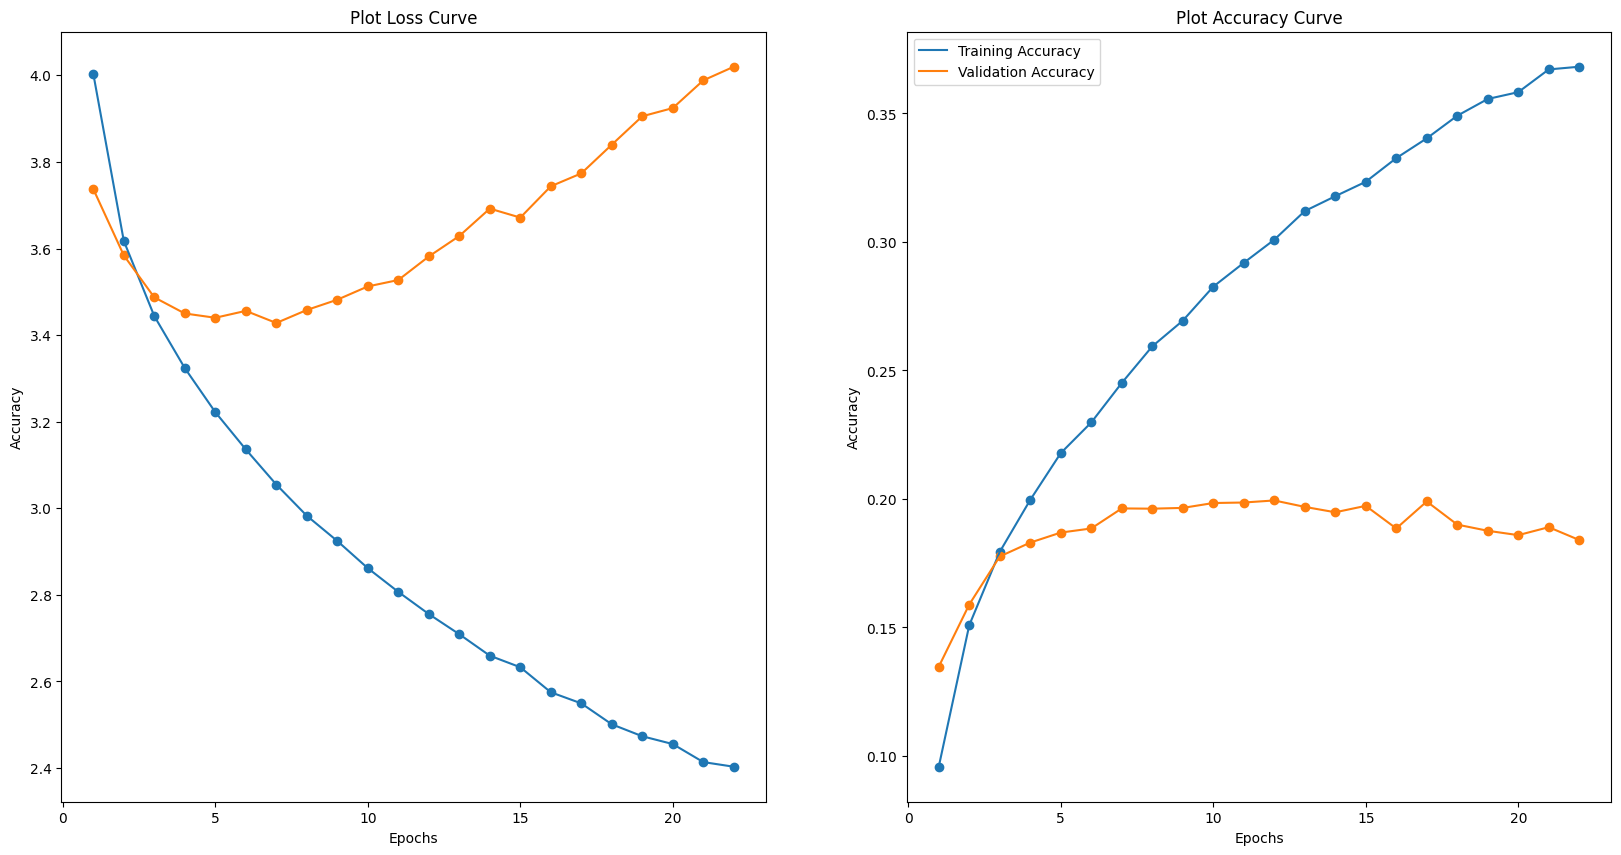 Plot Loss Curve
Accuracy
4.0
3.8
3.6
3.4
3.2
3.0
2.8
2.6
2.4
0 5 10 15 20
Epochs
Plot Accuracy Curve
Training Accuracy
Validation Accuracy
Accuracy
0.35
0.30
0.25
0.20
0.15
0.10
0 5 10 15 20
Epochs